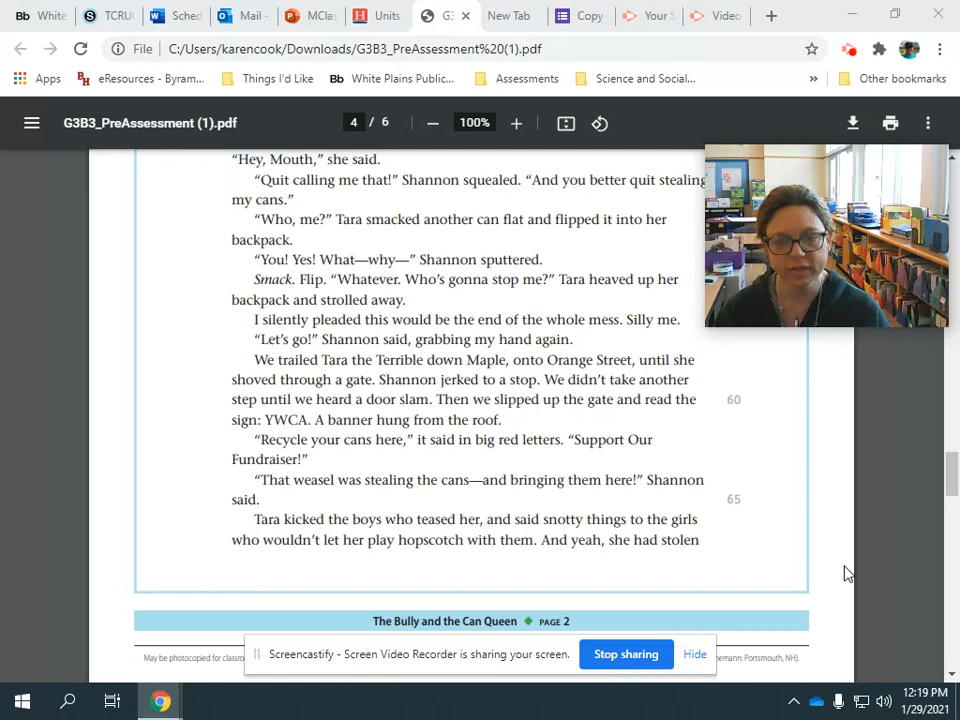 Bb White
TCRUC
Sched
Mail -
MClas
Units
G3
New Tab
Copy
Your S
Video
File C:/Users/karencook/Downloads/G3B3_PreAssessment%20(1).pdf
Apps eResources - Byram... Things I'd Like Bb White Plains Public... Assessments Science and Social... » Other bookmarks
G3B3_PreAssessment (1).pdf 4 / 6 100%
“Hey, Mouth,” she said.
“Quit calling me that!” Shannon squealed. “And you better quit stealing
my cans.”
“Who, me?” Tara smacked another can flat and flipped it into her
backpack.
“You! Yes! What—why—” Shannon sputtered.
Smack. Flip. “Whatever. Who’s gonna stop me?” Tara heaved up her
backpack and strolled away.
I silently pleaded this would be the end of the whole mess. Silly me.
“Let’s go!” Shannon said, grabbing my hand again.
We trailed Tara the Terrible down Maple, onto Orange Street, until she
shoved through a gate. Shannon jerked to a stop. We didn’t take another
step until we heard a door slam. Then we slipped up the gate and read the 60
sign: YWCA. A banner hung from the roof.
“Recycle your cans here,” it said in big red letters. “Support Our
Fundraiser!”
“That weasel was stealing the cans—and bringing them here!” Shannon
said. 65
Tara kicked the boys who teased her, and said snotty things to the girls
who wouldn’t let her play hopscotch with them. And yeah, she had stolen
The Bully and the Can Queen ◆ PAGE 2
May be photocopied for classro
nemann: Portsmouth, NH).
Screencastify - Screen Video Recorder is sharing your screen. Stop sharing Hide
12:19 PM
1/29/2021